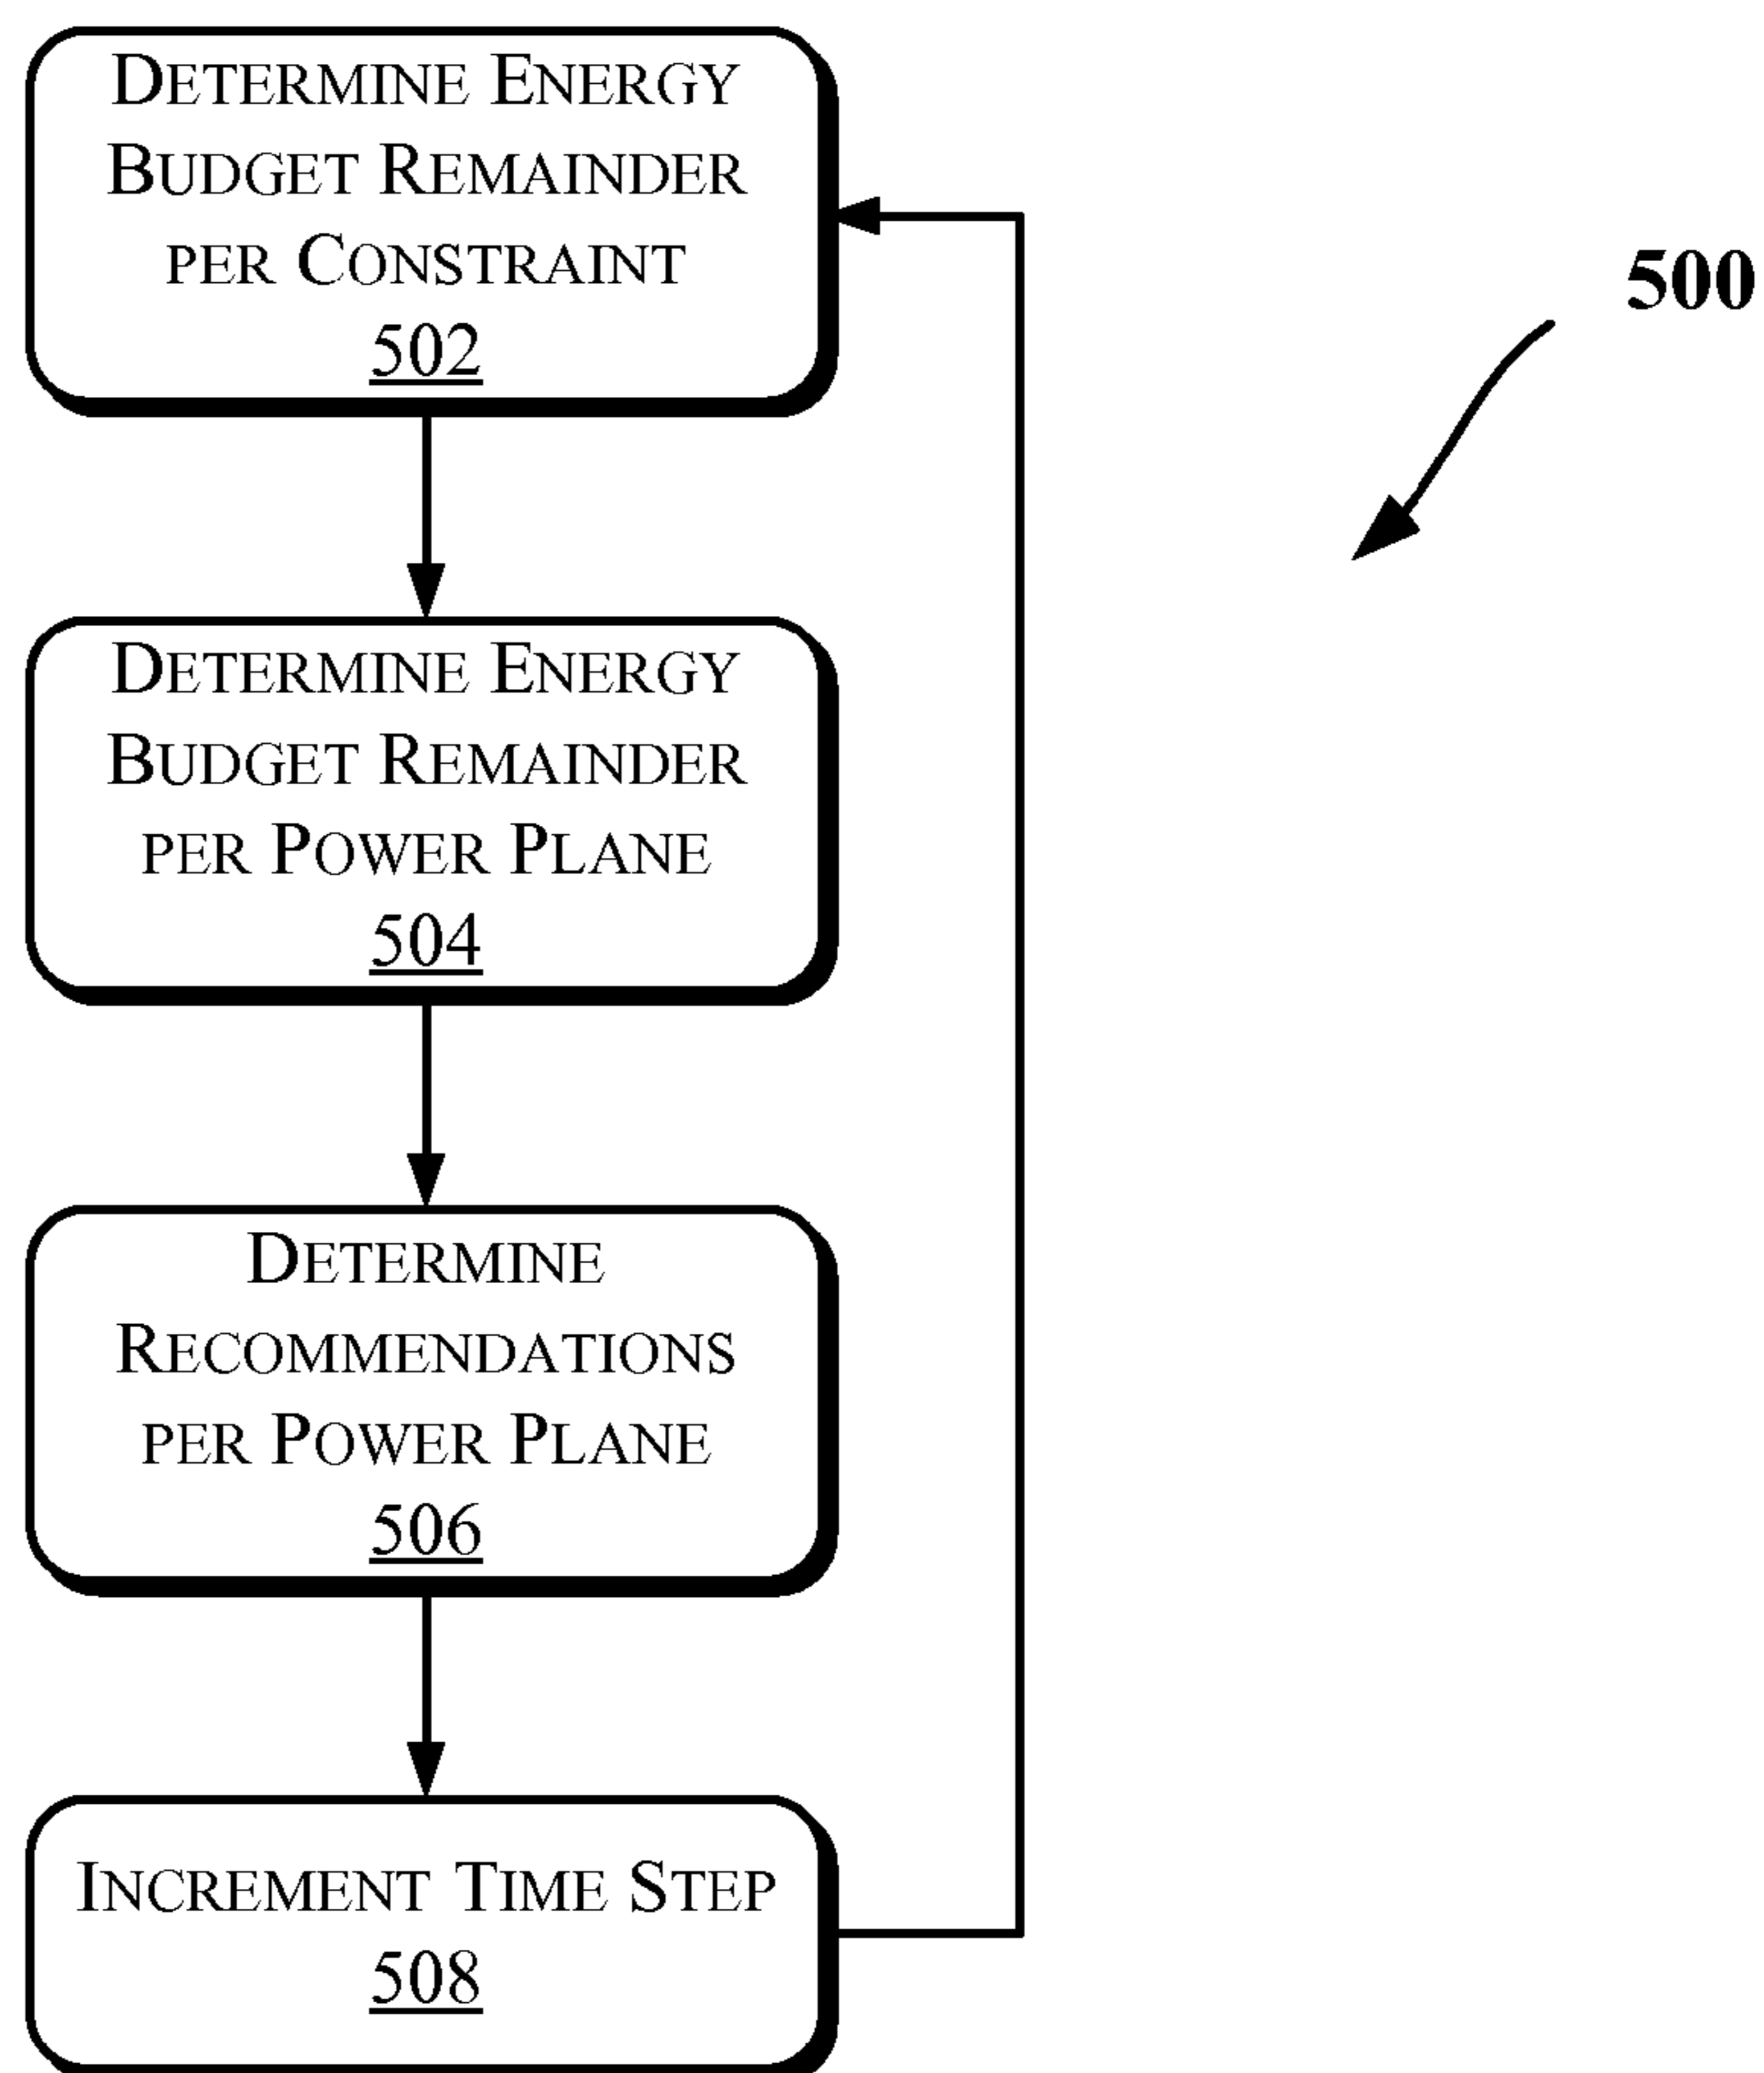 DETERMINE ENERGY
BUDGET REMAINDER
PER CONSTRAINT
502
500
DETERMINE ENERGY
BUDGET REMAINDER
PER POWER PLANE
504
DETERMINE
RECOMMENDATIONS
PER POWER PLANE
506
INCREMENT TIME STEP
508